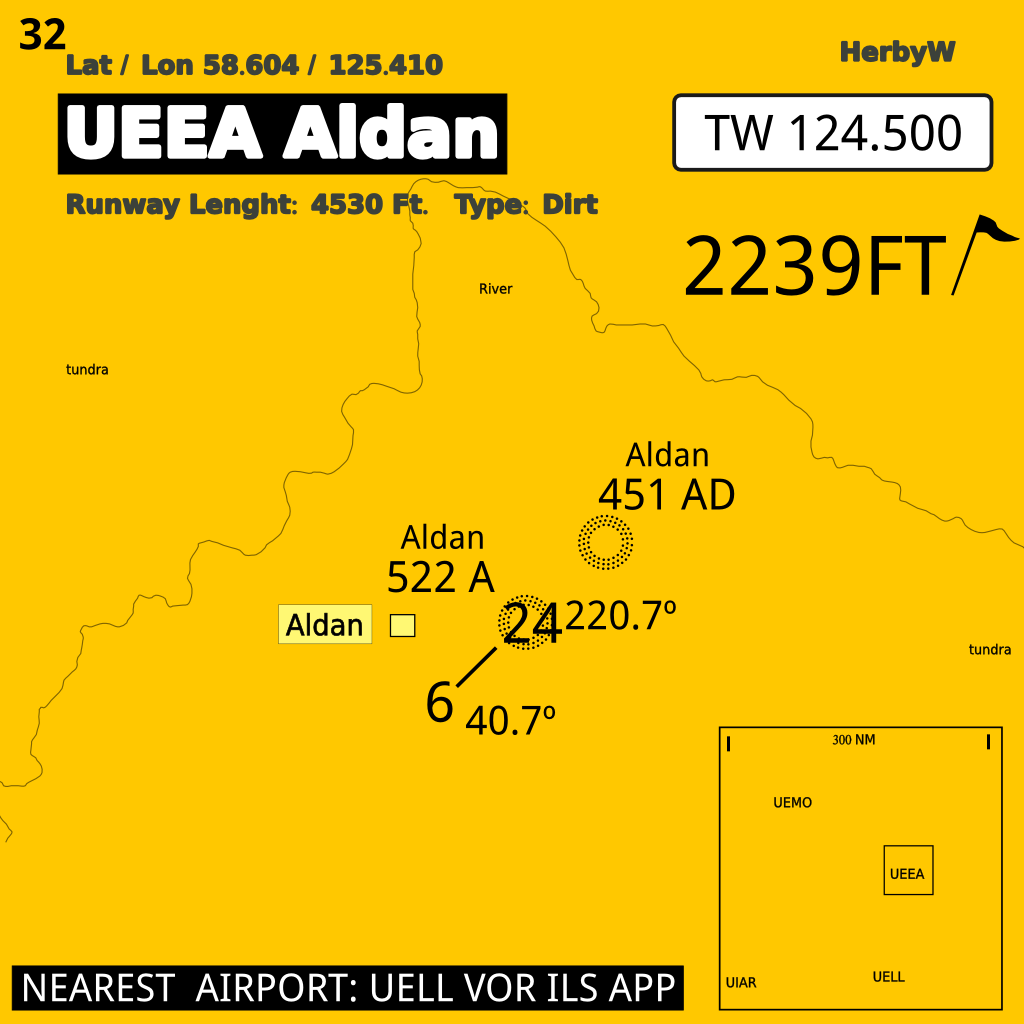 32
Lat / Lon 58.604 / 125.410
HerbyW
UEEA Aldan
TW 124.500
Runway Lenght: 4530 Ft. Type: Dirt
2239FT
River
tundra
Aldan
451 AD
Aldan
522 A
Aldan
24
220.7º
tundra
6
40.7º
300 NM
UEMO
UEEA
UIAR
UELL
NEAREST AIRPORT: UELL VOR ILS APP